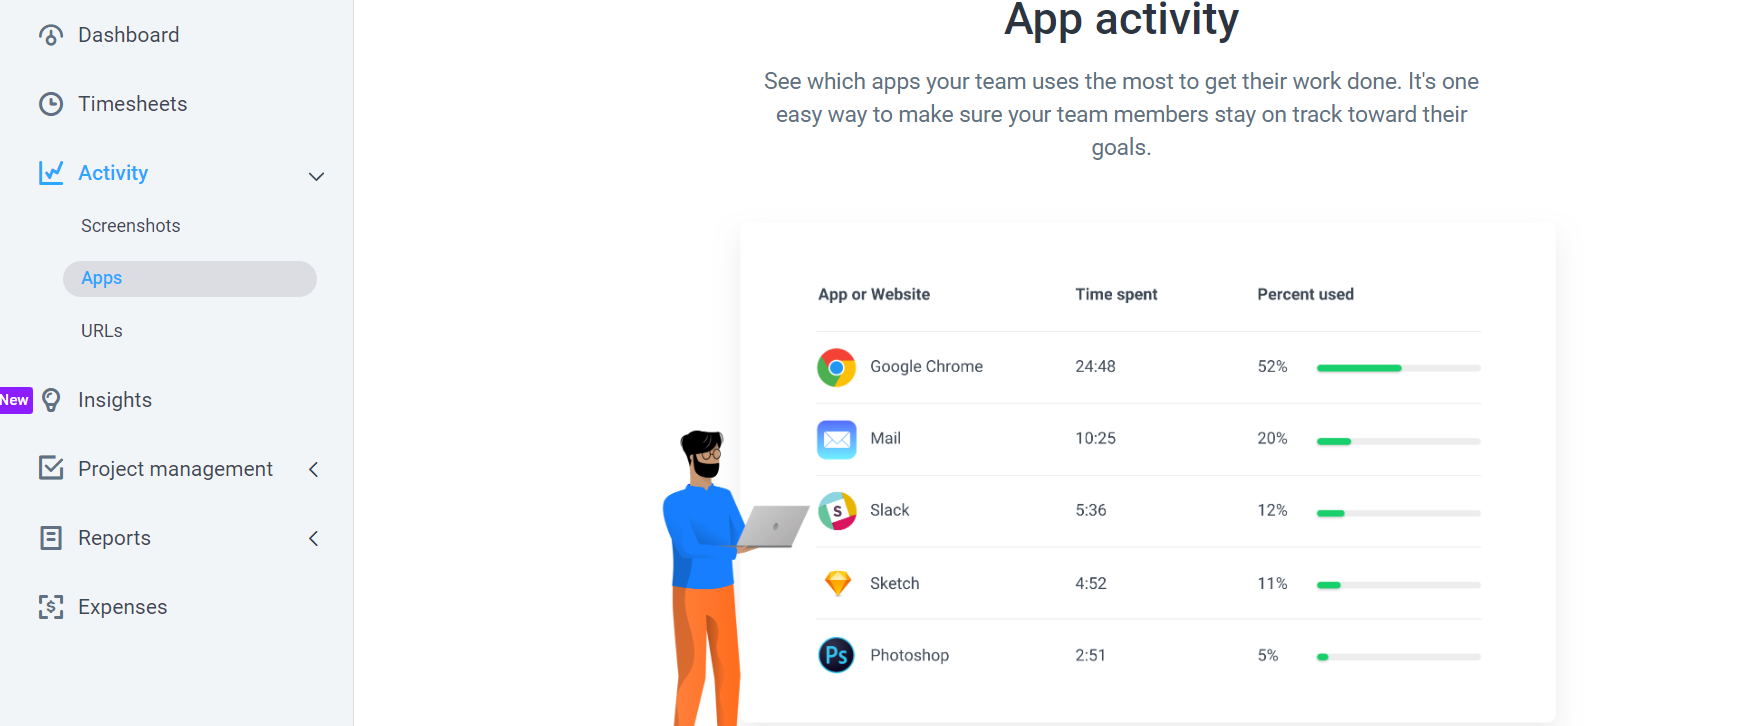 Dashboard
Timesheets
Activity
Screenshots
Apps
URLs
New
Insights
Project management
Reports
Expenses
App activity
See which apps your team uses the most to get their work done. It's one
easy way to make sure your team members stay on track toward their
goals.
App or Website Time spent Percent used
Google Chrome 24:48 52%
Mail 10:25 20%
S Slack 5:36 12%
Sketch 4:52 11%
Ps Photoshop 2:51 5%